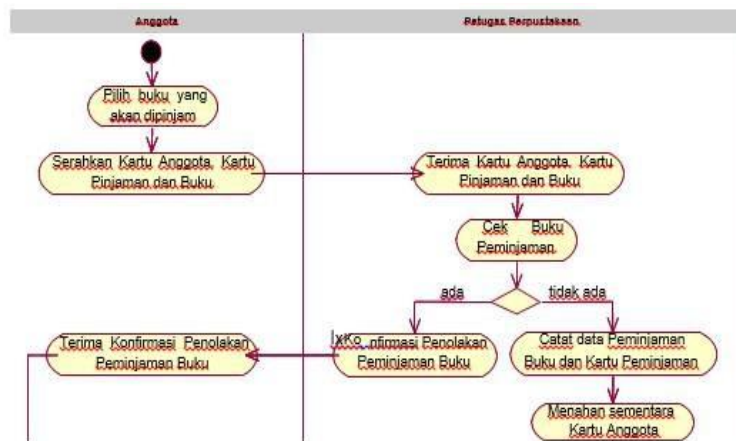 Anggota
Petugas Perpustakaan
Pilih buku yang
akan dipinjam
Serahkan Kartu Anggota, Kartu
Pinjaman dan Buku
Terima Kartu Anggota, Kartu
Pinjaman dan Buku
Cek Buku
Peminjaman
ada
tidak ada
Terima Konfirmasi Penolakan
Peminjaman Buku
IxKo nfirmasi Penolakan
Peminjaman Buku
Catat data Peminjaman
Buku dan Kartu Peminjaman
Menahan sementara
Kartu Anggota